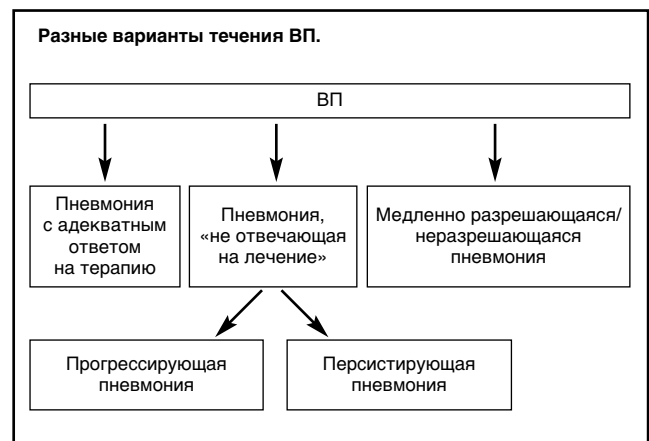 Разные варианты течения ВП.
ВП
Пневмония
с адекватным
ответом
на терапию
Пневмония,
«не отвечающая
на лечение»
Медленно разрешающаяся/
неразрешающаяся
пневмония
Прогрессирующая
пневмония
Персистирующая
пневмония